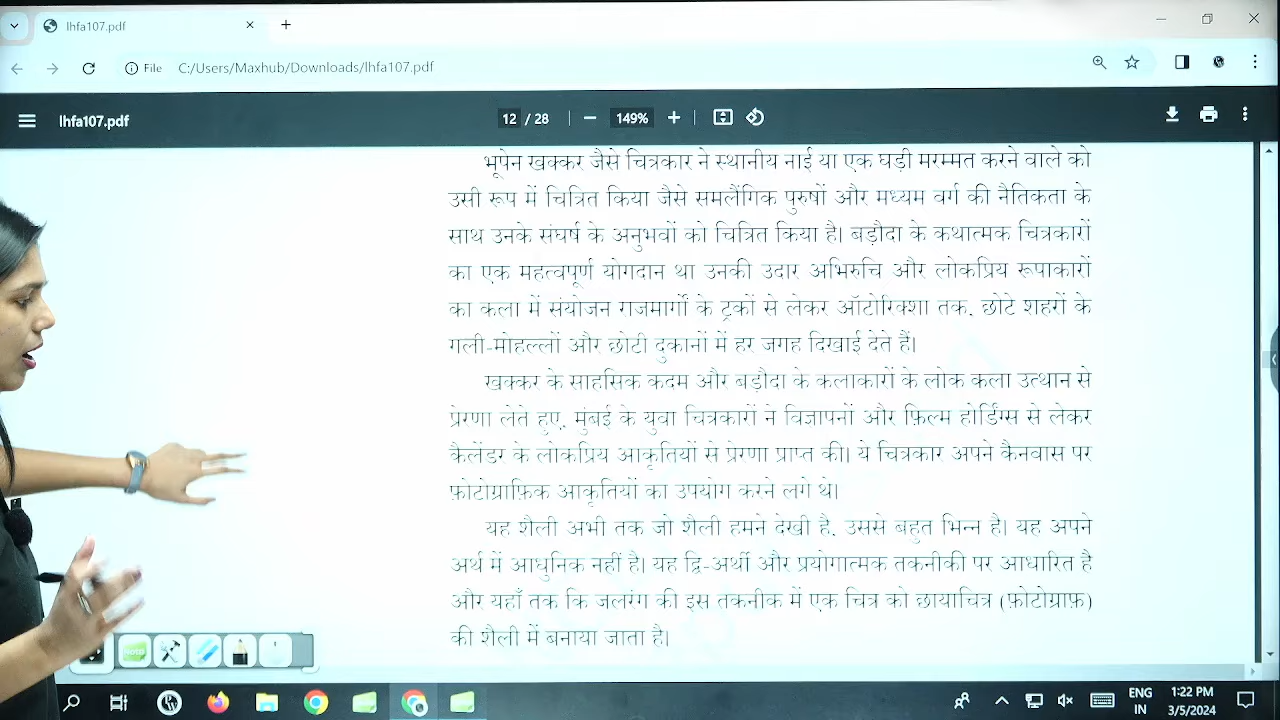 lhfa107.pdf
File C:/Users/Maxhub/Downloads/lhfa107.pdf
lhfa107.pdf 12 / 28 149%
भूपेन खक्कर जैसे चित्रकार ने स्थानीय नाई या एक घड़ी मरम्मत करने वाले को
उसी रूप में चित्रित किया जैसे समलैंगिक पुरुषों और मध्यम वर्ग की नैतिकता के
साथ उनके संघर्ष के अनुभवों को चित्रित किया है। बड़ौदा के कथात्मक चित्रकारों
का एक महत्वपूर्ण योगदान था उनकी उदार अभिरुचि और लोकप्रिय रूपाकारों
का कला में संयोजन राजमार्गों के ट्रकों से लेकर ऑटोरिक्शा तक, छोटे शहरों के
गली-मोहल्लों और छोटी दुकानों में हर जगह दिखाई देते हैं।
खक्कर के साहसिक कदम और बड़ौदा के कलाकारों के लोक कला उत्थान से
प्रेरणा लेते हुए, मुंबई के युवा चित्रकारों ने विज्ञापनों और फ़िल्म होर्डिंग्स से लेकर
कैलेंडर के लोकप्रिय आकृतियों से प्रेरणा प्राप्त की। ये चित्रकार अपने कैनवास पर
फ़ोटोग्राफ़िक आकृतियों का उपयोग करने लगे थे।
यह शैली अभी तक जो शैली हमने देखी है, उससे बहुत भिन्न है। यह अपने
अर्थ में आधुनिक नहीं है। यह द्वि-अर्थी और प्रयोगात्मक तकनीकी पर आधारित है
और यहाँ तक कि जलरंग की इस तकनीक में एक चित्र को छायाचित्र (फ़ोटोग्राफ़)
की शैली में बनाया जाता है।
ENG 1:22 PM
IN 3/5/2024